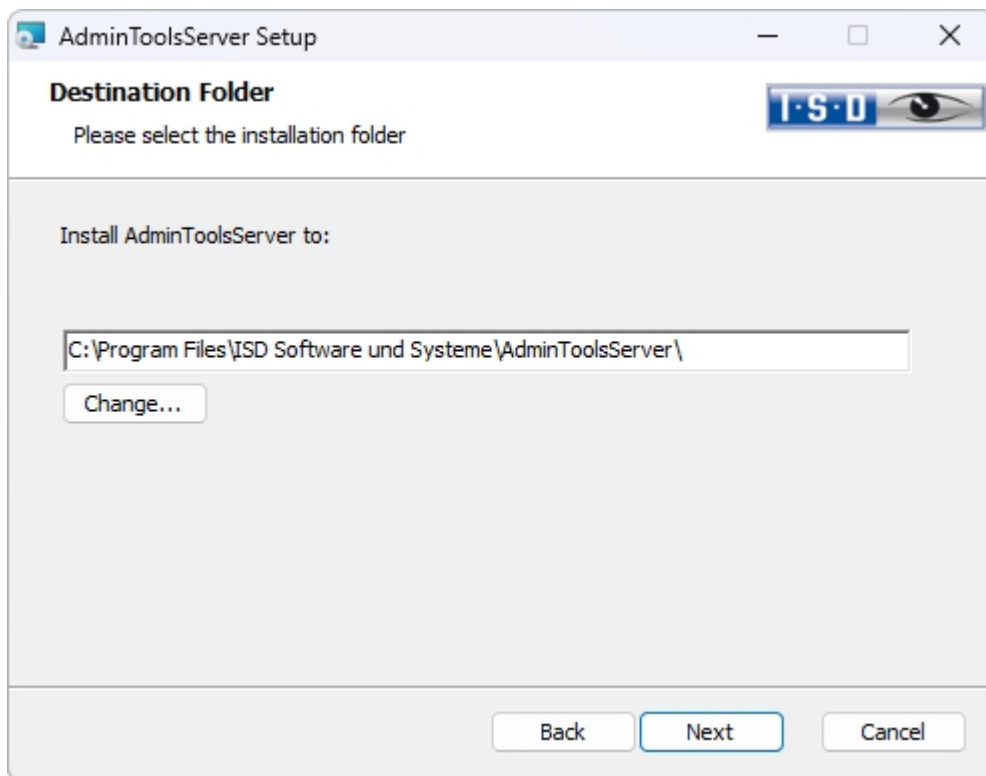 AdminToolsServer Setup
Destination Folder
Please select the installation folder
I·S·D
Install AdminToolsServer to:
C:\Program Files\ISD Software und Systeme\AdminToolsServer\
Change...
Back Next Cancel